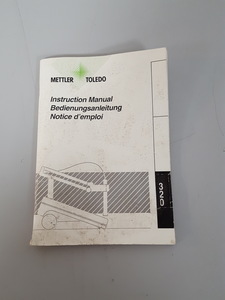 METTLER TOLEDO
Instruction Manual
Bedienungsanleitung
Notice d'emploi
320